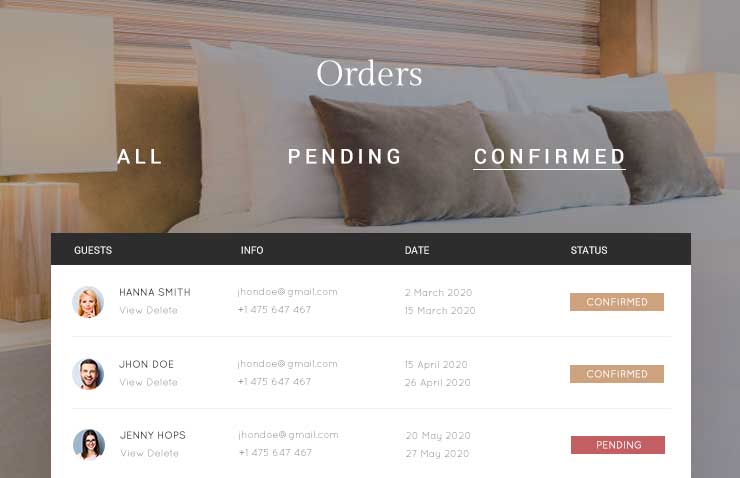 Orders
ALL PENDING CONFIRMED
GUESTS INFO DATE STATUS
HANNA SMITH jhondoe@gmail.com 2 March 2020 CONFIRMED
View Delete +1 475 647 467 15 March 2020
JHON DOE jhondoe@gmail.com 15 April 2020 CONFIRMED
View Delete +1 475 647 467 26 April 2020
JENNY HOPS jhondoe@gmail.com 20 May 2020 PENDING
View Delete +1 475 647 467 27 May 2020